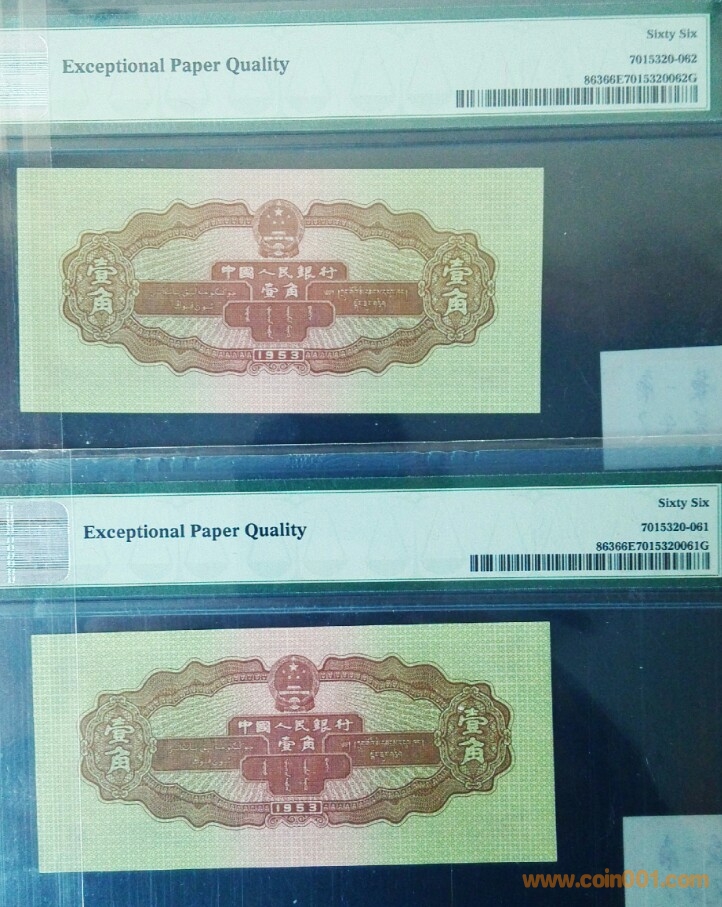 Sixty Six
Exceptional Paper Quality
7015320-062
86366E7015320062G
中國人民銀行
壹角
壹角
壹角
1953
Sixty Six
Exceptional Paper Quality
7015320-061
86366E7015320061G
中國人民銀行
壹角
壹角
壹角
1953
www.coin001.com